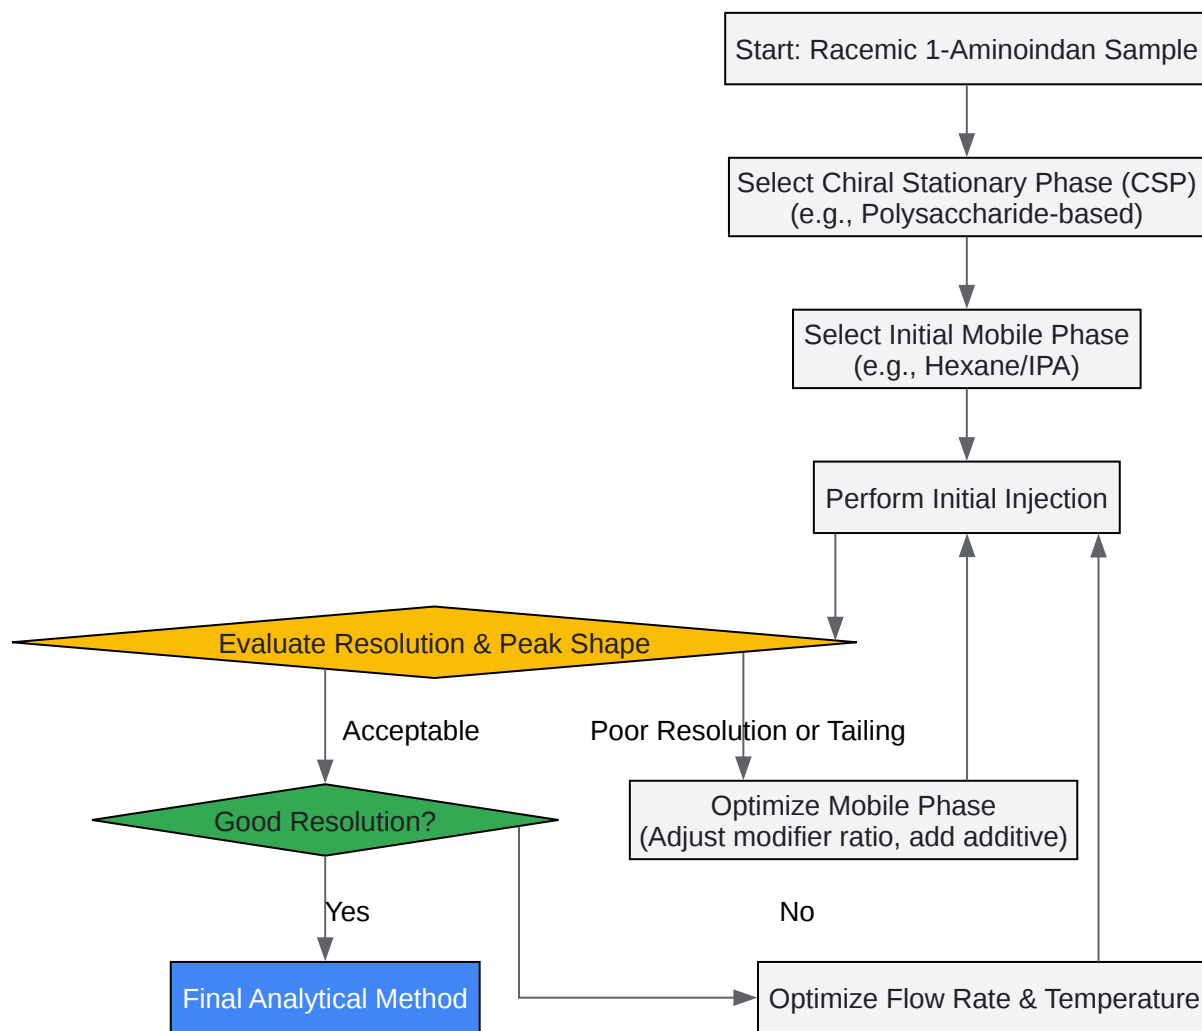 Start: Racemic 1-Aminoindan Sample
Select Chiral Stationary Phase (CSP)
(e.g., Polysaccharide-based)
Select Initial Mobile Phase
(e.g., Hexane/IPA)
Perform Initial Injection
Evaluate Resolution & Peak Shape
Acceptable
Poor Resolution or Tailing
Good Resolution?
Optimize Mobile Phase
(Adjust modifier ratio, add additive)
Yes
No
Final Analytical Method
Optimize Flow Rate & Temperature